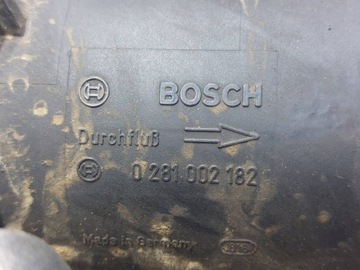 BOSCH
Durchfluß
0 281 002 182
Made in Germany